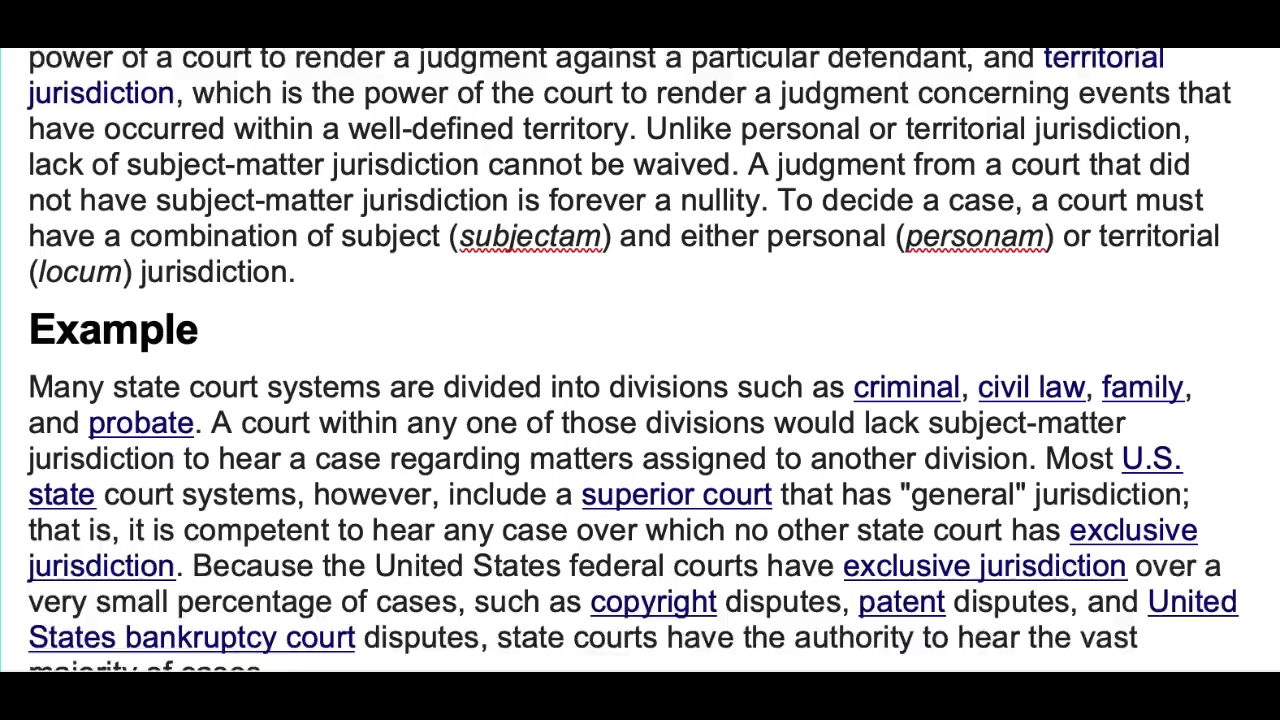 power of a court to render a judgment against a particular defendant, and territorial
jurisdiction, which is the power of the court to render a judgment concerning events that
have occurred within a well-defined territory. Unlike personal or territorial jurisdiction,
lack of subject-matter jurisdiction cannot be waived. A judgment from a court that did
not have subject-matter jurisdiction is forever a nullity. To decide a case, a court must
have a combination of subject (subjectam) and either personal (personam) or territorial
(locum) jurisdiction.
Example
Many state court systems are divided into divisions such as criminal, civil law, family,
and probate. A court within any one of those divisions would lack subject-matter
jurisdiction to hear a case regarding matters assigned to another division. Most U.S.
state court systems, however, include a superior court that has "general" jurisdiction;
that is, it is competent to hear any case over which no other state court has exclusive
jurisdiction. Because the United States federal courts have exclusive jurisdiction over a
very small percentage of cases, such as copyright disputes, patent disputes, and United
States bankruptcy court disputes, state courts have the authority to hear the vast
majority of cases.